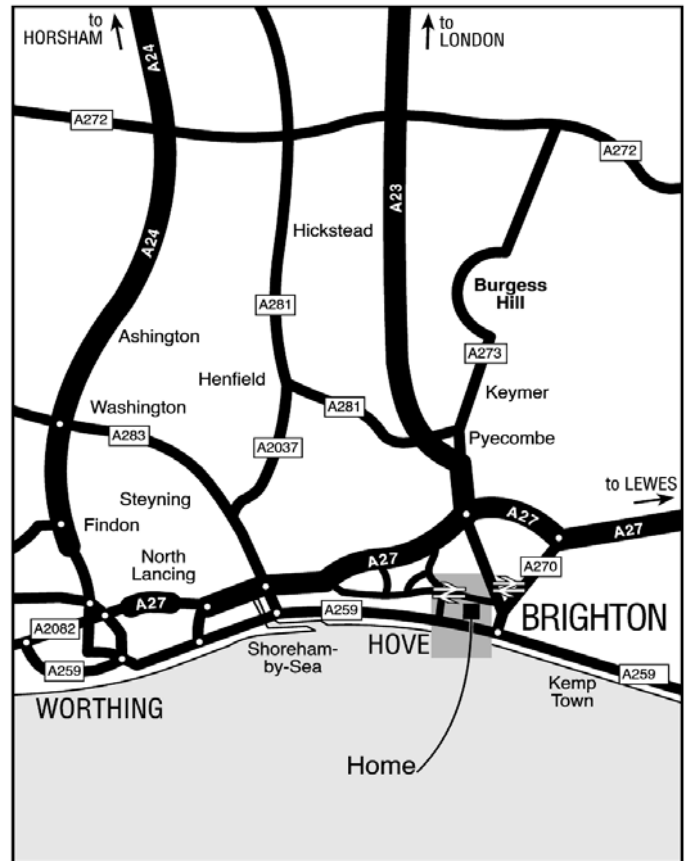 to
HORSHAM
to
LONDON
A24
A272
A272
A23
A24
Hickstead
Burgess
Hill
A281
Ashington
A273
Henfield
Keymer
A281
Washington
A283
A2037
Pyecombe
Steyning
to LEWES
A27
A27
Findon
North
Lancing
A27
A270
A27
A259
BRIGHTON
A2082
Shoreham-
by-Sea
HOVE
A259
A259
Kemp
Town
WORTHING
Home